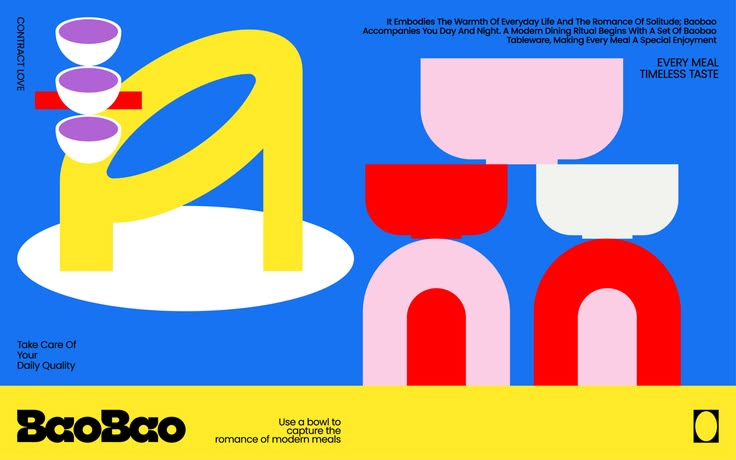 CONTRACT LOVE
It Embodies The Warmth Of Everyday Life And The Romance Of Solitude; Baobao
Accompanies You Day And Night. A Modern Dining Ritual Begins With A Set Of Baobao
Tableware, Making Every Meal A Special Enjoyment
EVERY MEAL
TIMELESS TASTE
Take Care Of
Your
Daily Quality
BaoBao
Use a bowl to
capture the
romance of modern meals